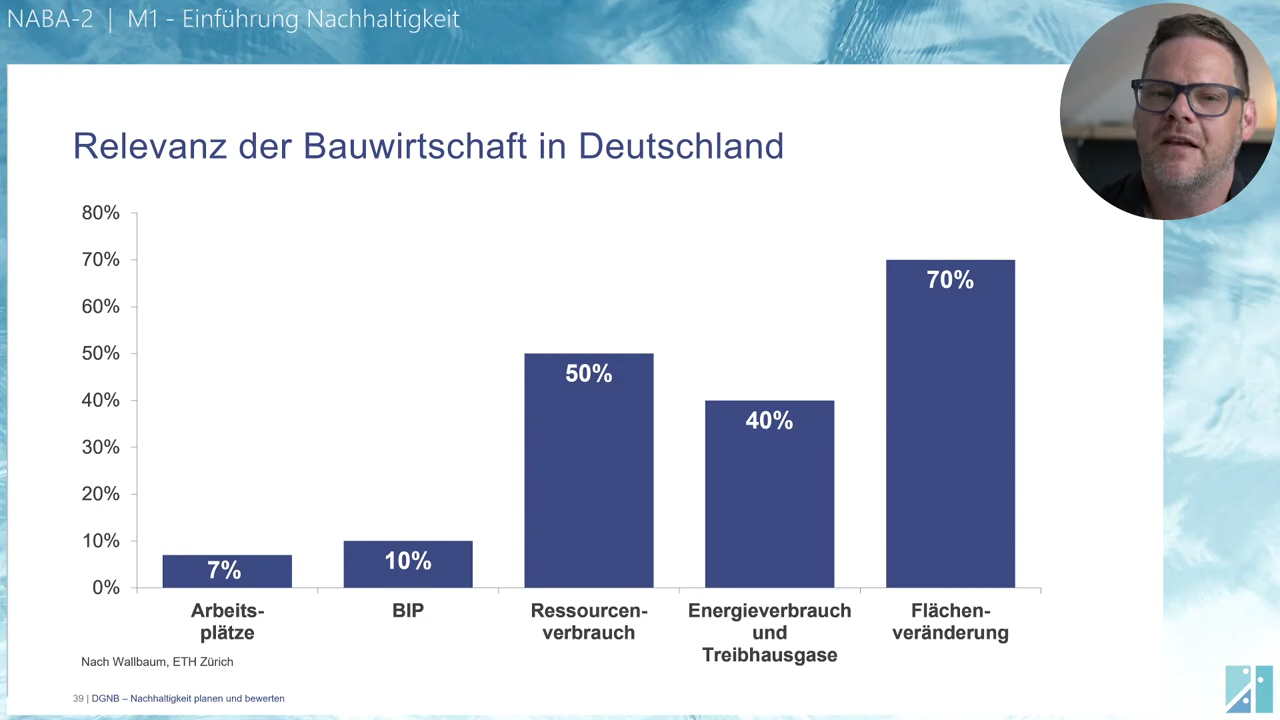 NABA-2 | M1 - Einführung Nachhaltigkeit
Relevanz der Bauwirtschaft in Deutschland
80%
70%
60%
50%
40%
30%
20%
10%
0%
7%
10%
50%
40%
70%
Arbeits-
plätze
BIP
Ressourcen-
verbrauch
Energieverbrauch
und
Treibhausgase
Flächen-
veränderung
Nach Wallbaum, ETH Zürich
39 | DGNB – Nachhaltigkeit planen und bewerten